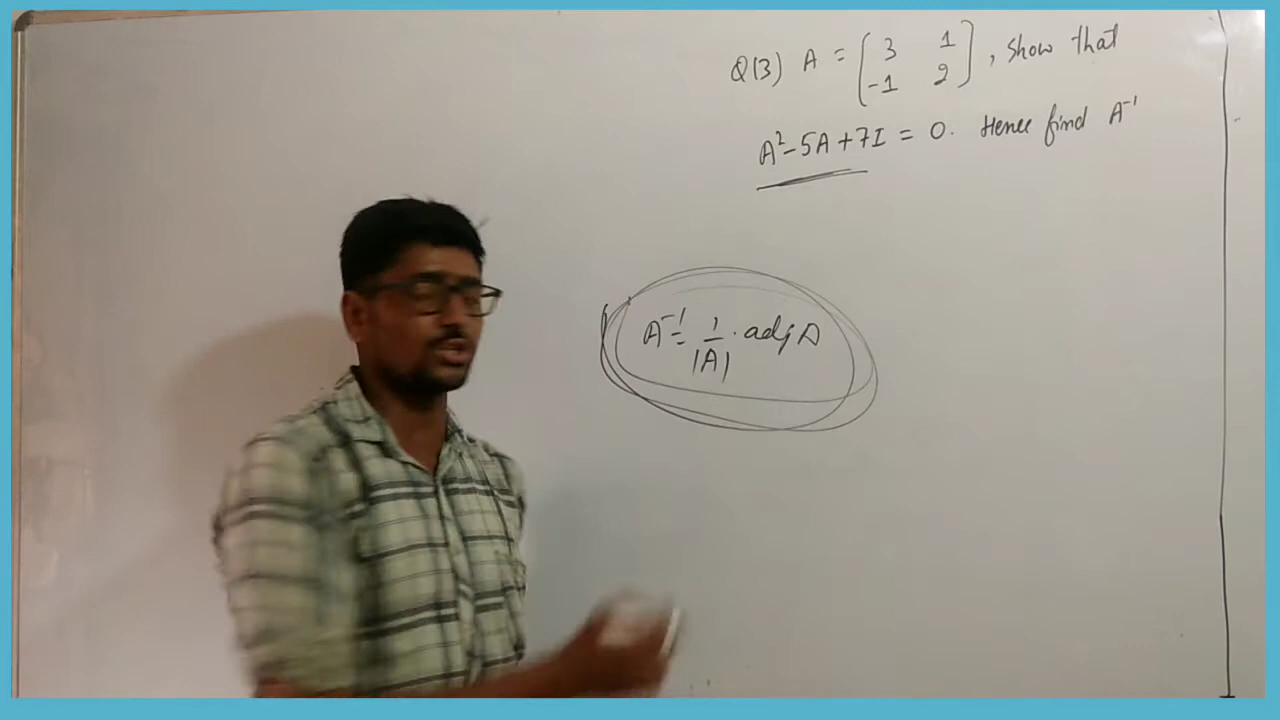 Q(3) A = [3 1
-1 2], show that
A²-5A+7I = 0. Hence find A⁻¹
A⁻¹= 1/|A| · adj A